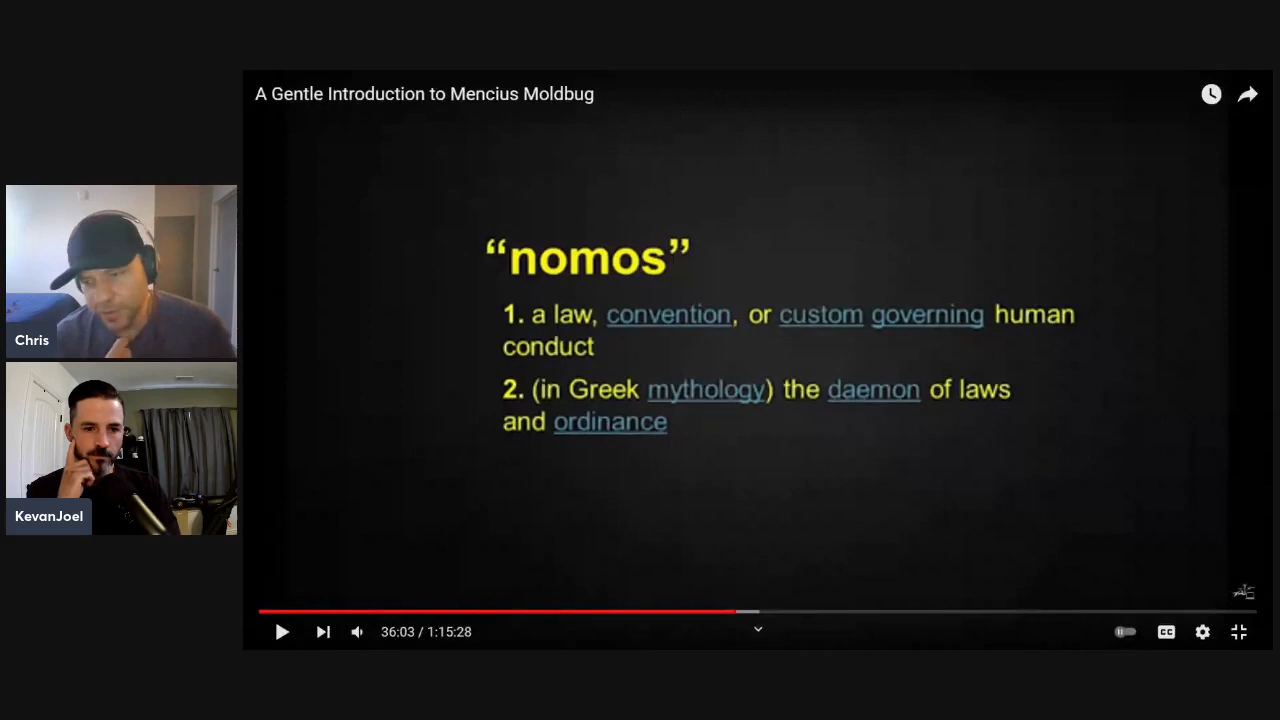 A Gentle Introduction to Mencius Moldbug
“nomos”
1. a law, convention, or custom governing human
conduct
2. (in Greek mythology) the daemon of laws
and ordinance
Chris
KevanJoel
36:03 / 1:15:28
CC